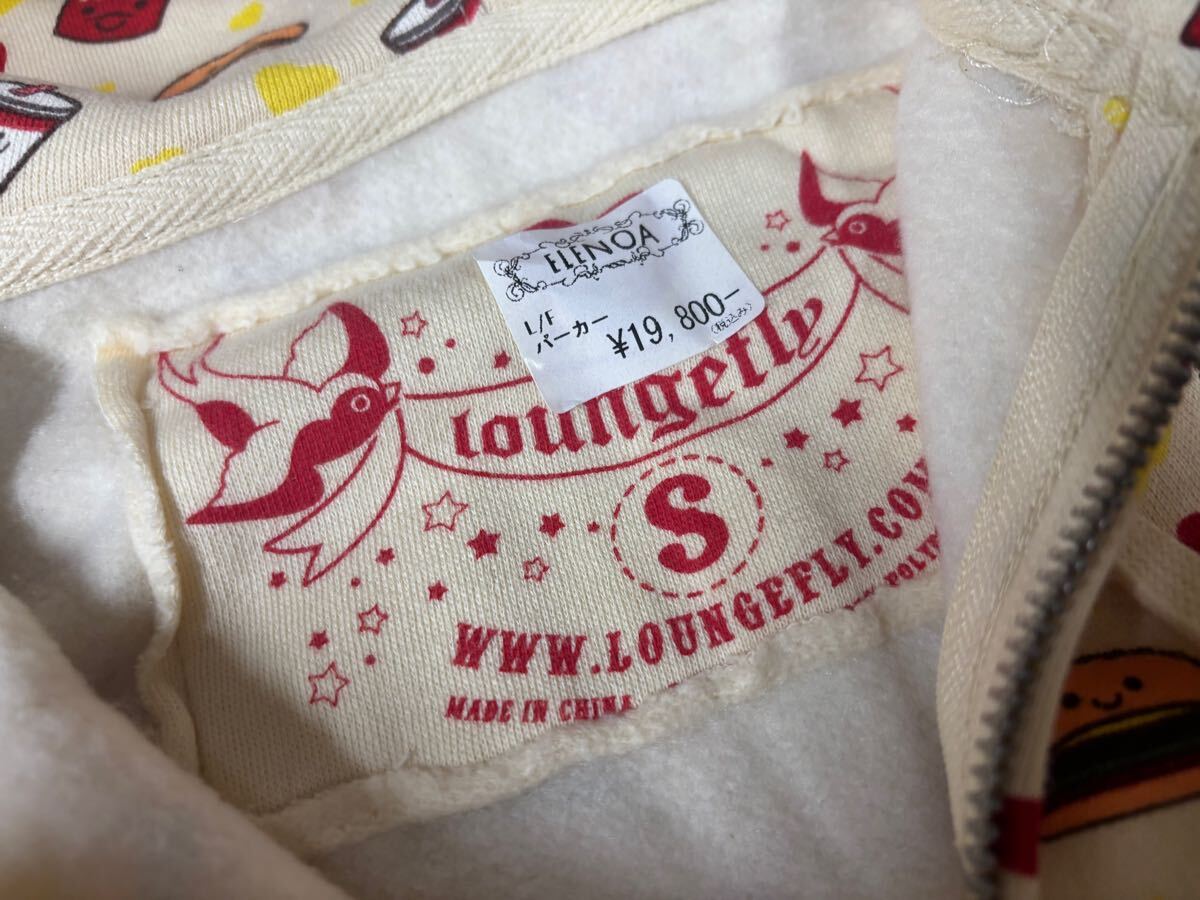 ELENOA
L/F
パーカー
¥19,800-
(税込み)
loungefly
S
WWW.LOUNGEFLY.COM
MADE IN CHINA